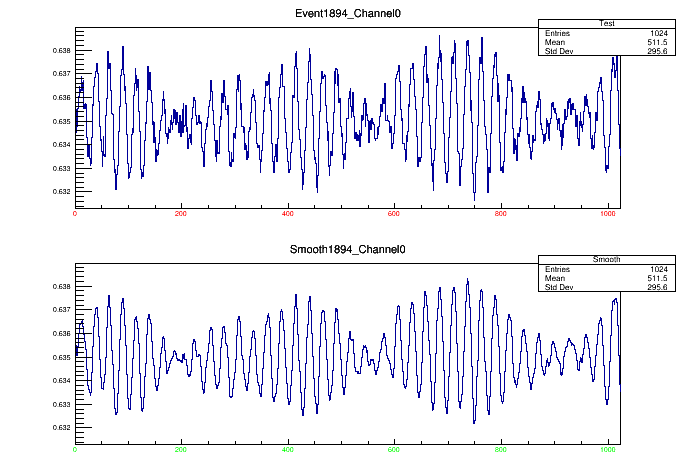 Event1894_Channel0
Test
Entries 1024
Mean 511.5
Std Dev 295.6
0.638
0.637
0.636
0.635
0.634
0.633
0.632
0 200 400 600 800 1000
Smooth1894_Channel0
Smooth
Entries 1024
Mean 511.5
Std Dev 295.6
0.638
0.637
0.636
0.635
0.634
0.633
0.632
0 200 400 600 800 1000